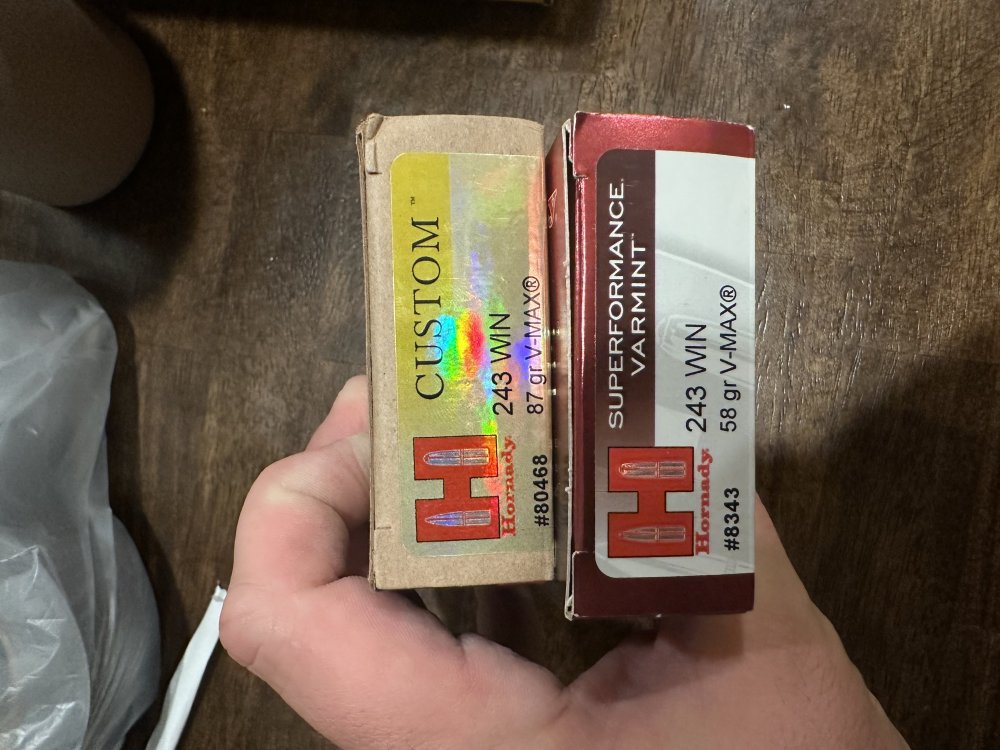 CUSTOM™
243 WIN
87 gr V-MAX®
Hornady
#80468
SUPERFORMANCE
VARMINT™
243 WIN
58 gr V-MAX®
Hornady
#8343